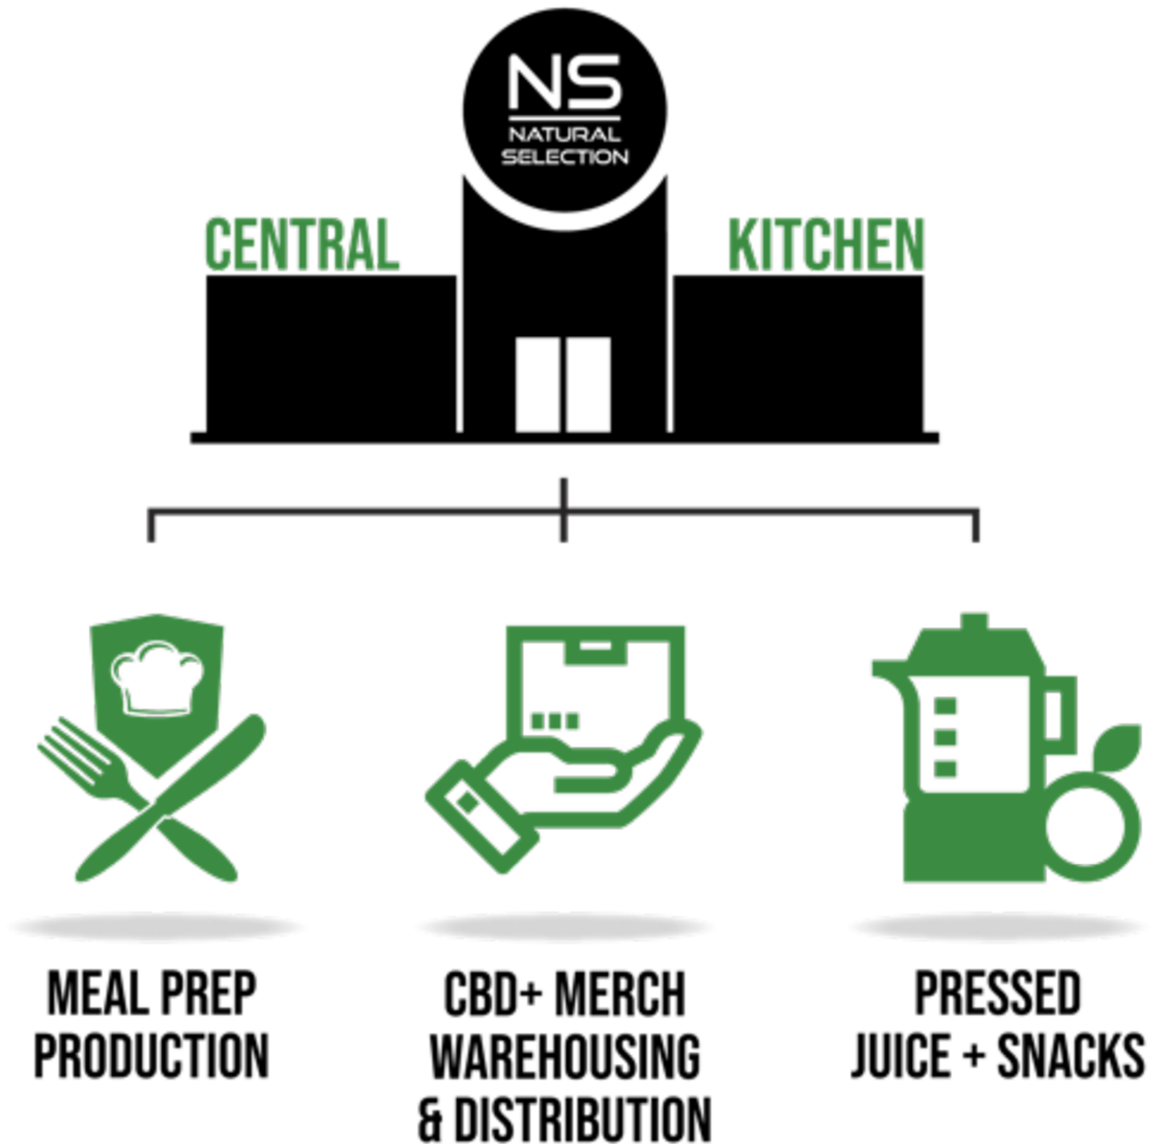 NS
NATURAL
SELECTION
CENTRAL KITCHEN
MEAL PREP
PRODUCTION
CBD+ MERCH
WAREHOUSING
& DISTRIBUTION
PRESSED
JUICE + SNACKS